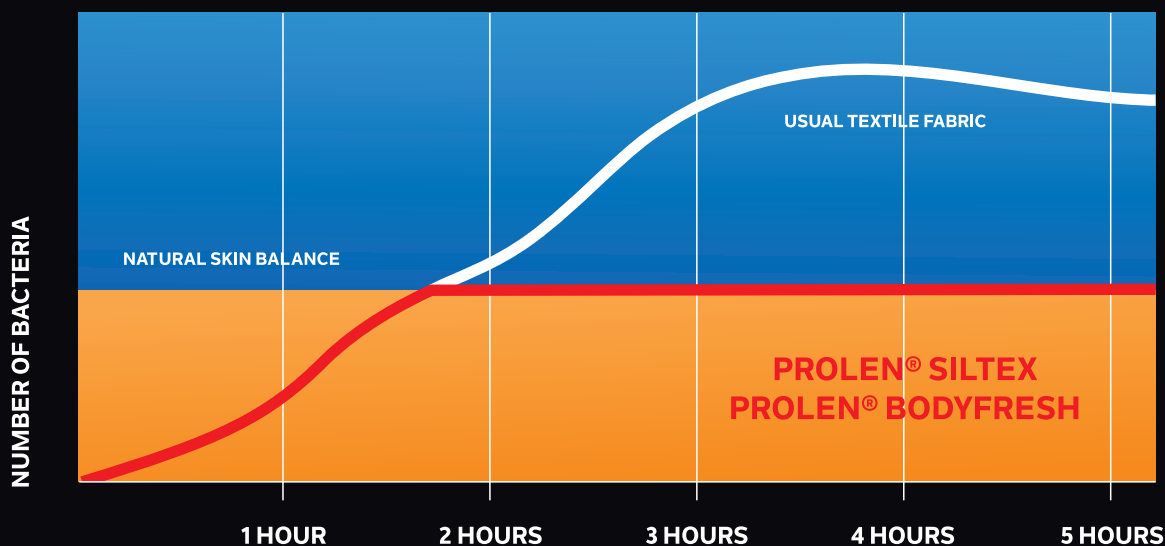 USUAL TEXTILE FABRIC
NATURAL SKIN BALANCE
NUMBER OF BACTERIA
PROLEN® SILTEX
PROLEN® BODYFRESH
1 HOUR
2 HOURS
3 HOURS
4 HOURS
5 HOURS